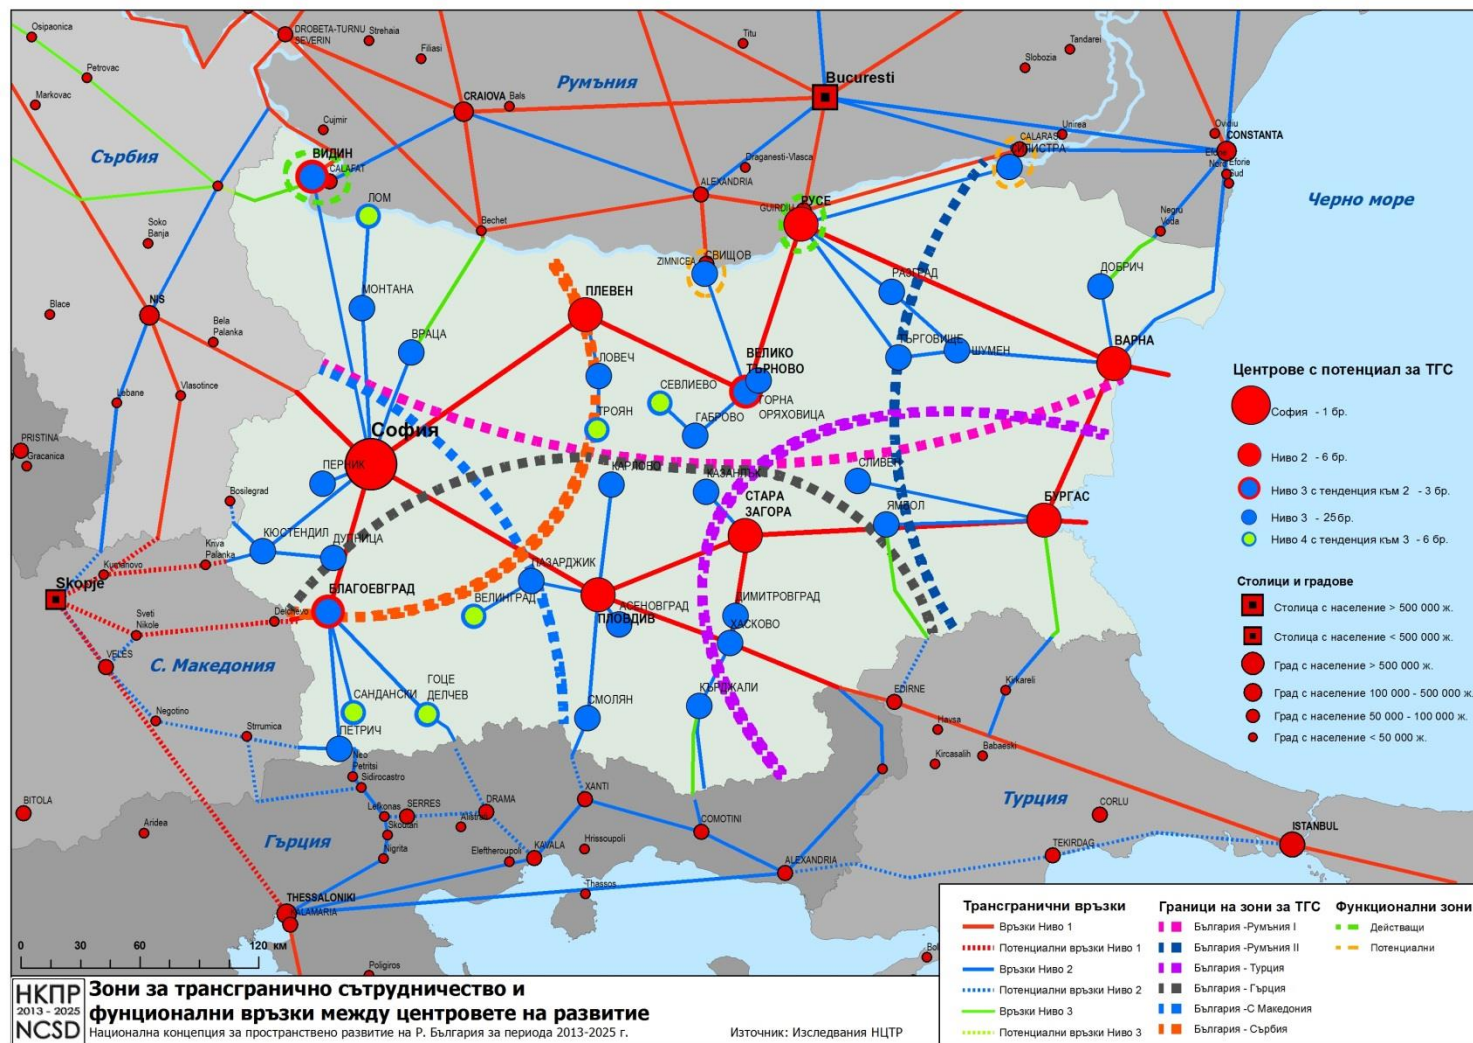 Osipaonica
Petrovac
Markovac
DROBETA-TURNU
SEVERIN
Strehaia
Filiasi
Titu
Tandarei
Slobozia
Румъния
Bucuresti
CRAIOVA
Bals
Cujmir
Сърбия
ВИДИН
CALAFAT
ЛОМ
Draganesti-Vlasca
ALEXANDRIA
Unirea
Ovidiu
CONSTANTA
Eforie
Sud
Negru
Voda
Черно море
РУСЕ
Bechet
Soko
Banja
ZIMNICEA
СВИЩОВ
РАЗГРАД
ДОБРИЧ
NIS
Blace
Bela
Palanka
МОНТАНА
ВРАЦА
ПЛЕВЕН
ЛОВЕЧ
ВЕЛИКО
ТЪРНОВО
ГОРНА
ОРЯХОВИЦА
ТЪРГОВИЩЕ
ШУМЕН
ВАРНА
Lebane
Vlasotince
СЕВЛИЕВО
ГАБРОВО
ТРОЯН
PRISTINA
Gracanica
София
ПЕРНИК
КАРЛОВО
КАЗАНЛЪК
СЛИВЕН
Bosilegrad
СТАРА
ЗАГОРА
ЯМБОЛ
БУРГАС
КЮСТЕНДИЛ
ДУПНИЦА
Kriva
Palanka
Kumanovo
Skopje
ПАЗАРДЖИК
ВЕЛИНГРАД
АСЕНОВГРАД
ПЛОВДИВ
ДИМИТРОВГРАД
ХАСКОВО
БЛАГОЕВГРАД
Delchevo
Sveti
Nikole
VELES
С. Македония
Negotino
Strrumica
САНДАНСКИ
ГОЦЕ
ДЕЛЧЕВ
ПЕТРИЧ
СМОЛЯН
КЪРДЖАЛИ
EDIRNE
Kirkareli
Havsa
Kircasalih
Babaeski
Neo
Petritsi
Sidirocastro
BITOLA
Aridea
Lefkonas
SERRES
Skoutari
Nigrita
DRAMA
Alistrati
XANTI
COMOTINI
Турция
CORLU
ISTANBUL
TEKIRDAG
Гърция
Eleftheroupoli
KAVALA
Hrissoupoli
ALEXANDRIA
Thassos
THESSALONIKI
Poligiros
0 30 60 120 км
Центрове с потенциал за ТГС
София - 1 бр.
Ниво 2 - 6 бр.
Ниво 3 с тенденция към 2 - 3 бр.
Ниво 3 - 25 бр.
Ниво 4 с тенденция към 3 - 6 бр.
Столици и градове
Столица с население > 500 000 ж.
Столица с население < 500 000 ж.
Град с население > 500 000 ж.
Град с население 100 000 - 500 000 ж.
Град с население 50 000 - 100 000 ж.
Град с население < 50 000 ж.
Трансгранични връзки
Връзки Ниво 1
Потенциални връзки Ниво 1
Връзки Ниво 2
Потенциални връзки Ниво 2
Връзки Ниво 3
Потенциални връзки Ниво 3
Граници на зони за ТГС
България -Румъния I
България -Румъния II
България - Турция
България - Гърция
България -С Македония
България - Сърбия
Функционални зони
Действащи
Потенциални
НКПР
2013 - 2025
NCSD
Зони за трансгранично сътрудничество и
фунционални връзки между центровете на развитие
Национална концепция за пространствено развитие на Р. България за периода 2013-2025 г.
Източник: Изследвания НЦТР